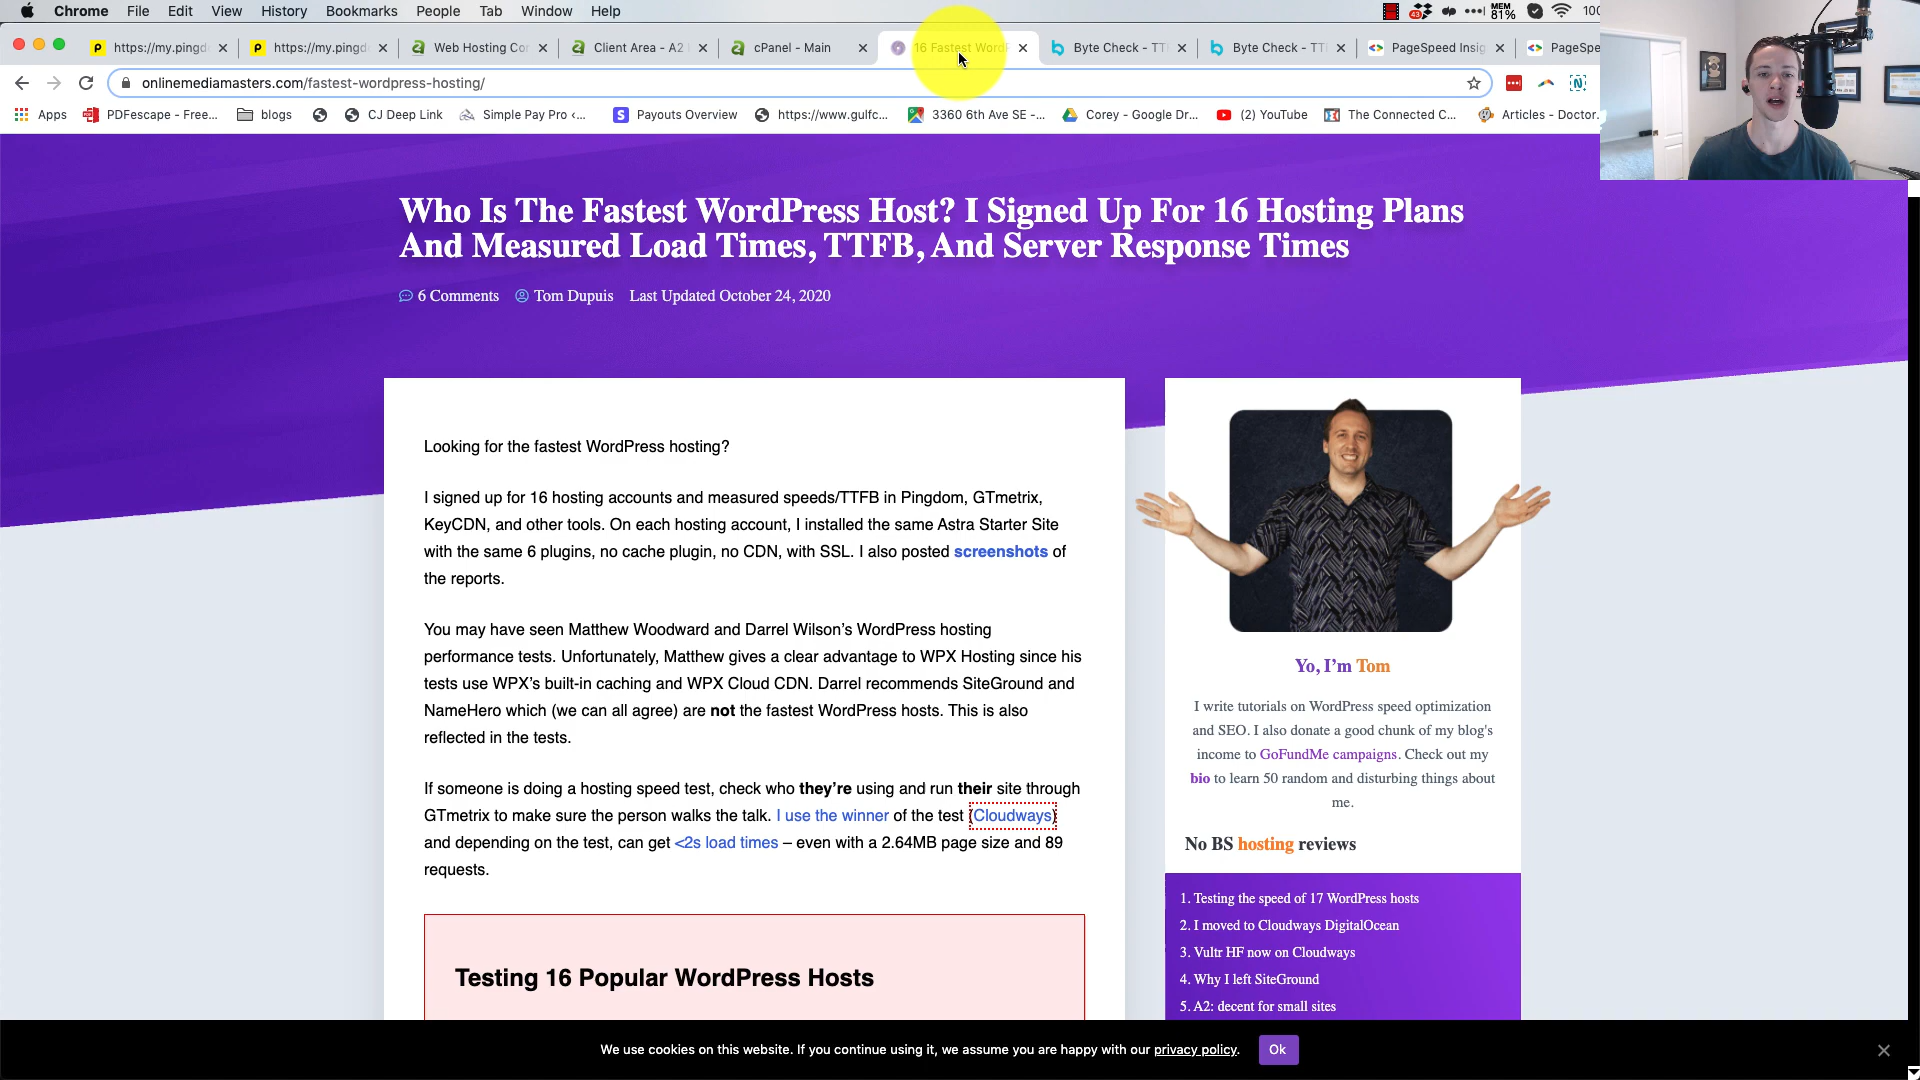 Chrome File Edit View History Bookmarks People Tab Window Help
43 MEM 81% 100
https://my.pingd
https://my.pingd
Web Hosting Cor
Client Area - A2
cPanel - Main
16 Fastest WordP
Byte Check - TT
Byte Check - TT
PageSpeed Insig
PageSpe
onlinemediamasters.com/fastest-wordpress-hosting/
Apps PDFescape - Free... blogs CJ Deep Link Simple Pay Pro ‹... Payouts Overview https://www.gulfc... 3360 6th Ave SE -... Corey - Google Dr... (2) YouTube The Connected C... Articles - Doctor.
Who Is The Fastest WordPress Host? I Signed Up For 16 Hosting Plans
And Measured Load Times, TTFB, And Server Response Times
6 Comments Tom Dupuis Last Updated October 24, 2020
Looking for the fastest WordPress hosting?
I signed up for 16 hosting accounts and measured speeds/TTFB in Pingdom, GTmetrix,
KeyCDN, and other tools. On each hosting account, I installed the same Astra Starter Site
with the same 6 plugins, no cache plugin, no CDN, with SSL. I also posted screenshots of
the reports.
You may have seen Matthew Woodward and Darrel Wilson’s WordPress hosting
performance tests. Unfortunately, Matthew gives a clear advantage to WPX Hosting since his
tests use WPX’s built-in caching and WPX Cloud CDN. Darrel recommends SiteGround and
NameHero which (we can all agree) are not the fastest WordPress hosts. This is also
reflected in the tests.
If someone is doing a hosting speed test, check who they’re using and run their site through
GTmetrix to make sure the person walks the talk. I use the winner of the test (Cloudways)
and depending on the test, can get <2s load times – even with a 2.64MB page size and 89
requests.
Testing 16 Popular WordPress Hosts
Yo, I’m Tom
I write tutorials on WordPress speed optimization
and SEO. I also donate a good chunk of my blog's
income to GoFundMe campaigns. Check out my
bio to learn 50 random and disturbing things about
me.
No BS hosting reviews
1. Testing the speed of 17 WordPress hosts
2. I moved to Cloudways DigitalOcean
3. Vultr HF now on Cloudways
4. Why I left SiteGround
5. A2: decent for small sites
We use cookies on this website. If you continue using it, we assume you are happy with our privacy policy. Ok